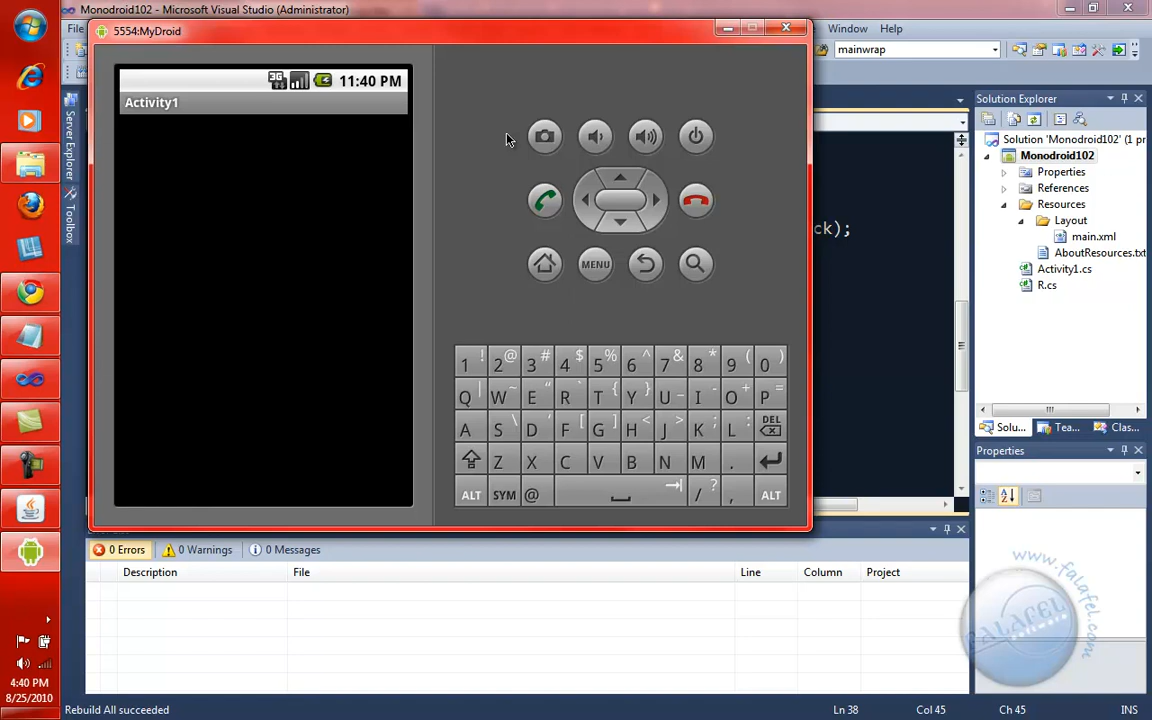 Monodroid102 - Microsoft Visual Studio (Administrator)
5554:MyDroid
Window Help
mainwrap
3G 11:40 PM
Activity1
MENU
1 ! 2 @ 3 # 4 $ 5 % 6 ^ 7 & 8 * 9 ( 0 )
Q | W ~ E “ R ` T { Y } U _ I - O + P =
A S \ D ' F [ G ] H < J > K ; L : DEL
Z X C V B N M .
ALT SYM @ / ? , ALT
Server Explorer
Toolbox
ck);
Solution Explorer
Solution 'Monodroid102' (1 pr
Monodroid102
Properties
References
Resources
Layout
main.xml
AboutResources.txt
Activity1.cs
R.cs
Solu... Tea... Clas...
Properties
0 Errors 0 Warnings 0 Messages
Description File Line Column Project
www.falafel.com
FALAFEL
SOFTWARE
4:40 PM
8/25/2010
Rebuild All succeeded Ln 38 Col 45 Ch 45 INS